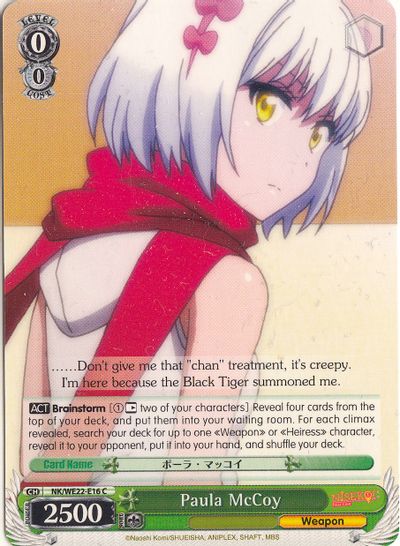 LEVEL
0
0
COST
......Don't give me that "chan" treatment, it's creepy.
I'm here because the Black Tiger summoned me.
ACT Brainstorm [① two of your characters] Reveal four cards from the
top of your deck, and put them into your waiting room. For each climax
revealed, search your deck for up to one «Weapon» or «Heiress» character,
reveal it to your opponent, put it into your hand, and shuffle your deck.
Card Name
ポーラ・マッコイ
CH
NK/WE22-E16 C
2500
Paula McCoy
NISEKOI
Weapon
©Naoshi Komi/SHUEISHA, ANIPLEX, SHAFT, MBS